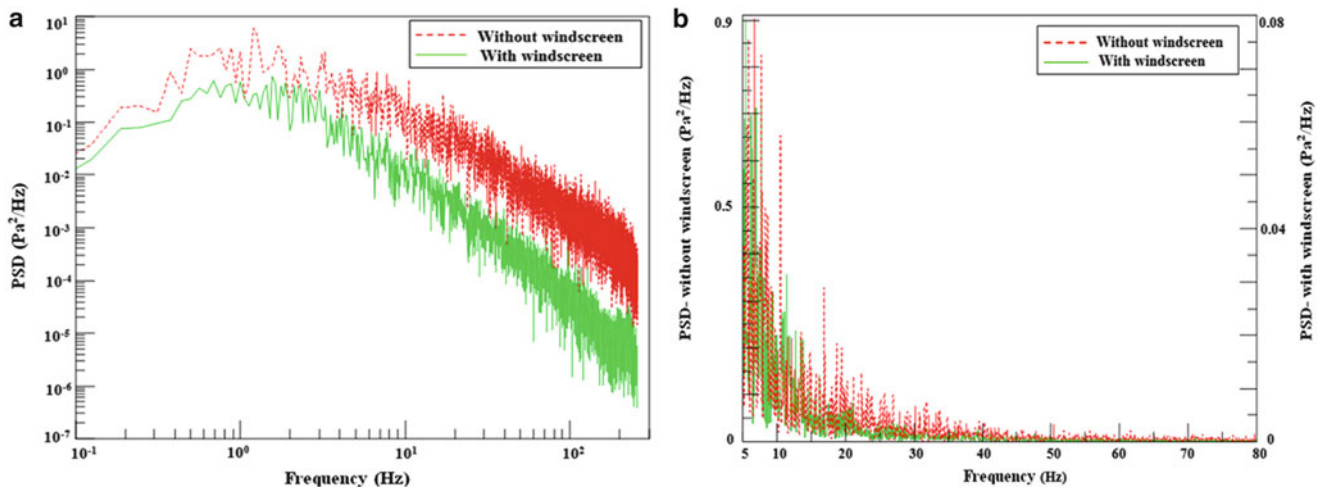 a
10¹
10⁰
10⁻¹
10⁻²
10⁻³
10⁻⁴
10⁻⁵
10⁻⁶
10⁻⁷
PSD (Pa²/Hz)
Without windscreen
With windscreen
10⁻¹
10⁰
10¹
10²
Frequency (Hz)
b
0.9
0.5
0
PSD- without windscreen (Pa²/Hz)
Without windscreen
With windscreen
0.08
0.04
0
PSD- with windscreen (Pa²/Hz)
5 10 20 30 40 50 60 70 80
Frequency (Hz)